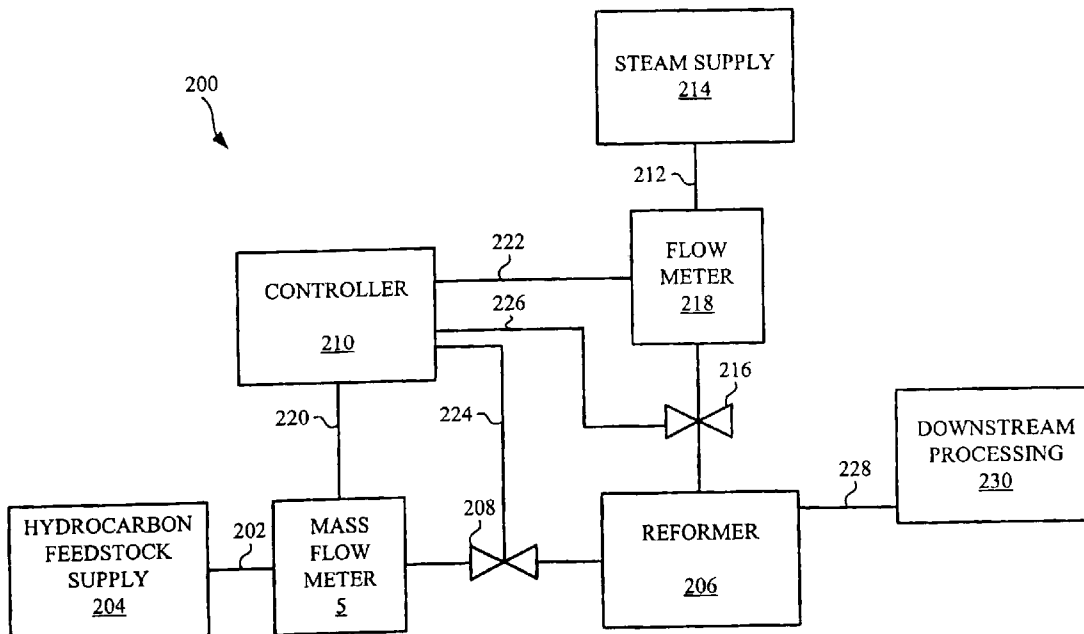 STEAM SUPPLY
214
200
212
222
FLOW
METER
218
CONTROLLER
210
226
216
220
224
DOWNSTREAM
PROCESSING
230
228
HYDROCARBON
FEEDSTOCK
SUPPLY
204
202
MASS
FLOW
METER
5
208
REFORMER
206